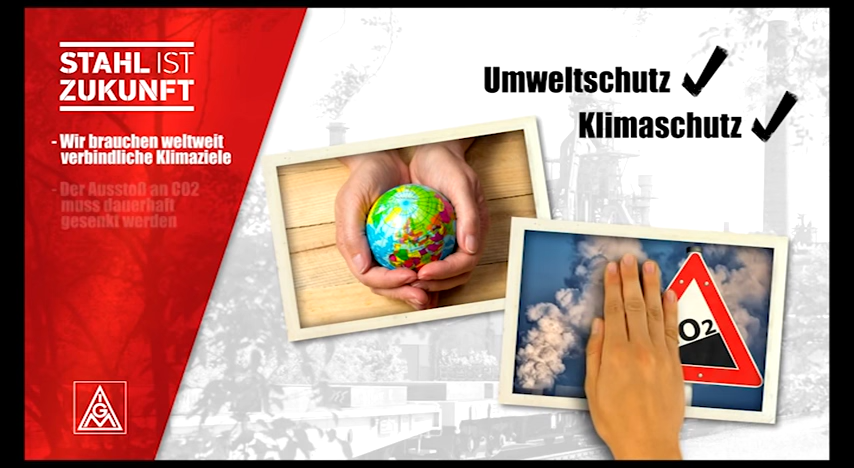 STAHL IST
ZUKUNFT
- Wir brauchen weltweit
verbindliche Klimaziele
- Der Ausstoß an CO2
muss dauerhaft
gesenkt werden
IGM
Umweltschutz
Klimaschutz
O2